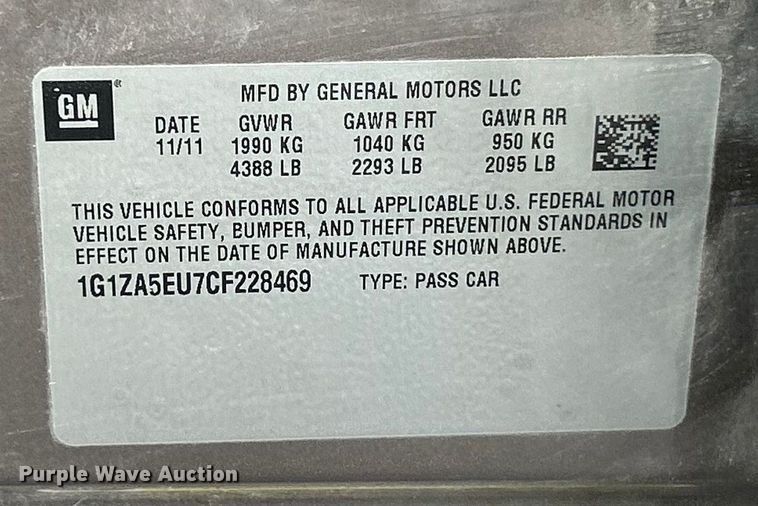 GM ®
MFD BY GENERAL MOTORS LLC
DATE GVWR GAWR FRT GAWR RR
11/11 1990 KG 1040 KG 950 KG
4388 LB 2293 LB 2095 LB
THIS VEHICLE CONFORMS TO ALL APPLICABLE U.S. FEDERAL MOTOR
VEHICLE SAFETY, BUMPER, AND THEFT PREVENTION STANDARDS IN
EFFECT ON THE DATE OF MANUFACTURE SHOWN ABOVE.
1G1ZA5EU7CF228469 TYPE: PASS CAR
Purple Wave Auction